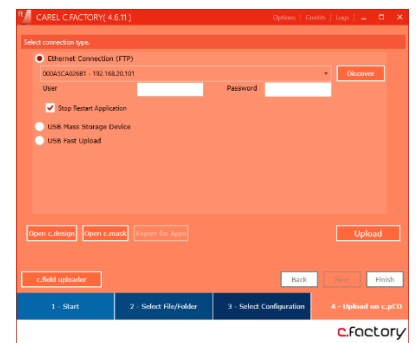 CAREL C.FACTORY( 4.6.11 )
Options | Credits | Logs |
Select connection type.
Ethernet Connection (FTP)
000A5CA026B1 - 192.168.20.101
Discover
User
Password
Stop Restart Application
USB Mass Storage Device
USB Fast Upload
Open c.design
Open c.mask
Export for Apps
Upload
c.field uploader
Back
Next
Finish
1 - Start
2 - Select File/Folder
3 - Select Configuration
4 - Upload on c.pCO
c.factory